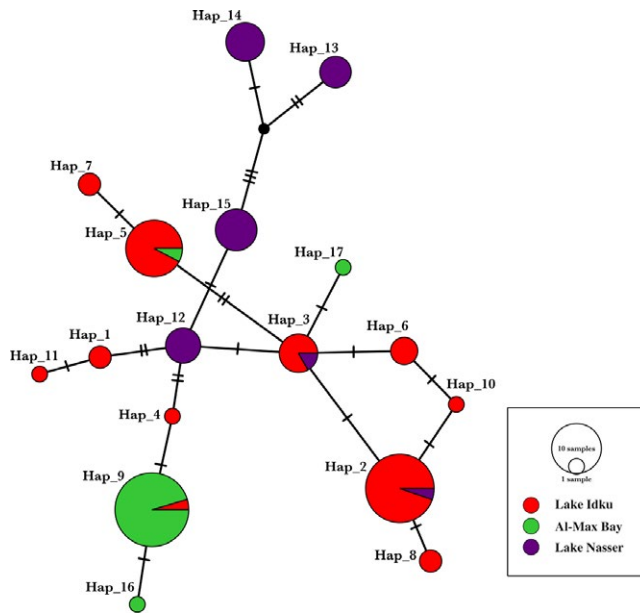 Hap_14
Hap_13
Hap_7
Hap_15
Hap_5
Hap_17
Hap_12
Hap_3
Hap_6
Hap_1
Hap_11
Hap_10
Hap_4
Hap_9
Hap_2
Hap_8
Hap_16
10 samples
1 sample
Lake Idku
Al-Max Bay
Lake Nasser